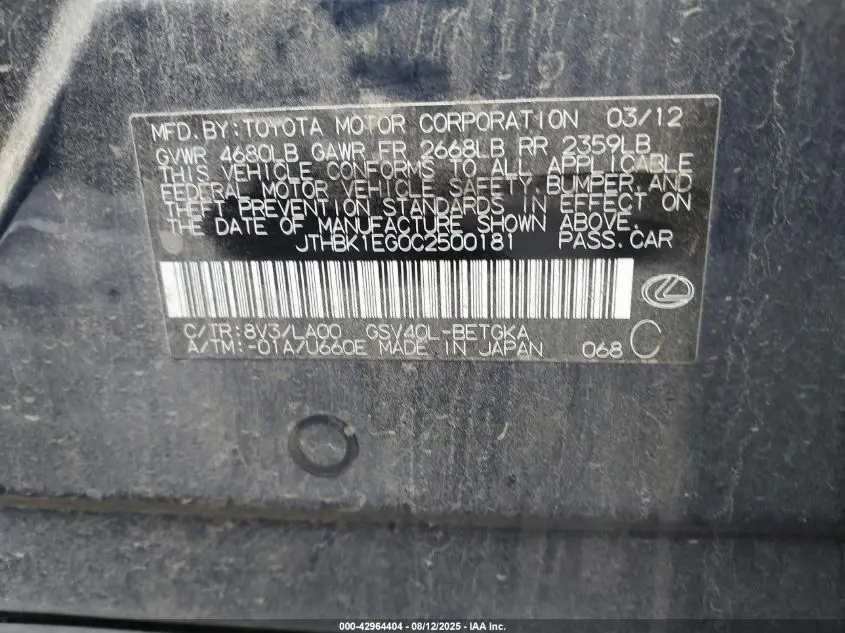 MFD. BY: TOYOTA MOTOR CORPORATION 03/12
GVWR 4680LB GAWR FR 2668LB RR 2359LB
THIS VEHICLE CONFORMS TO ALL APPLICABLE
FEDERAL MOTOR VEHICLE SAFETY, BUMPER, AND
THEFT PREVENTION STANDARDS IN EFFECT ON
THE DATE OF MANUFACTURE SHOWN ABOVE.
JTHBK1EG0C2500181 PASS. CAR
C/TR: 8V3/LA00 GSV40L-BETGKA
A/TM: -01A/U660E MADE IN JAPAN 068 C
000-42964404 - 08/12/2025 - IAA Inc.